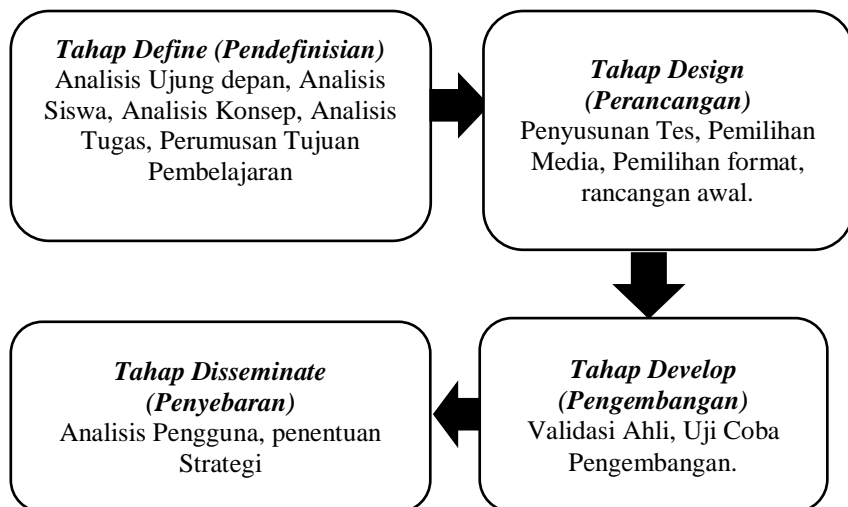 Tahap Define (Pendefinisian)
Analisis Ujung depan, Analisis
Siswa, Analisis Konsep, Analisis
Tugas, Perumusan Tujuan
Pembelajaran
Tahap Design
(Perancangan)
Penyusunan Tes, Pemilihan
Media, Pemilihan format,
rancangan awal.
Tahap Develop
(Pengembangan)
Validasi Ahli, Uji Coba
Pengembangan.
Tahap Disseminate
(Penyebaran)
Analisis Pengguna, penentuan
Strategi